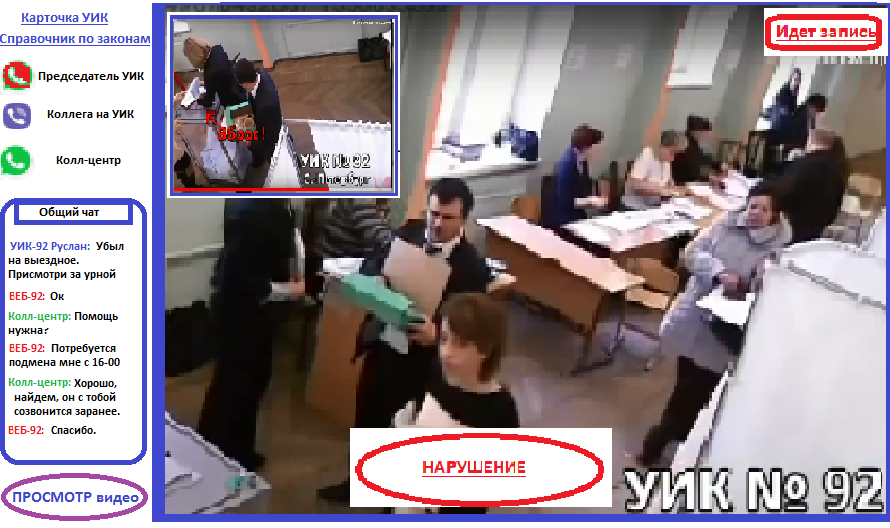 Карточка УИК
Справочник по законам
Председатель УИК
Коллега на УИК
Колл-центр
Общий чат
УИК-92 Руслан: Убыл
на выездное.
Присмотри за урной
ВЕБ-92: Ок
Колл-центр: Помощь
нужна?
ВЕБ-92: Потребуется
подмена мне с 16-00
Колл-центр: Хорошо,
найдем, он с тобой
созвонится заранее.
ВЕБ-92: Спасибо.
ПРОСМОТР видео
Вброс
УИК № 92
С.-Петербург
Идет запись
НАРУШЕНИЕ
УИК № 92